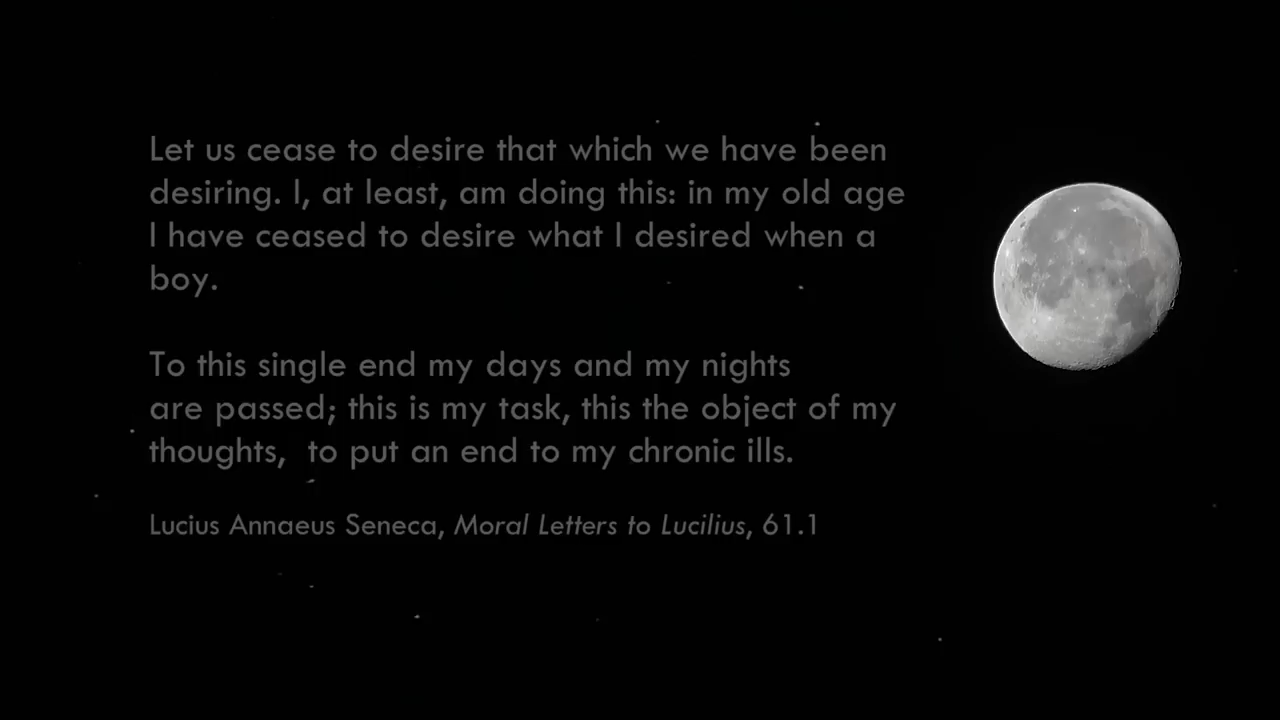 Let us cease to desire that which we have been
desiring. I, at least, am doing this: in my old age
I have ceased to desire what I desired when a
boy.
To this single end my days and my nights
are passed; this is my task, this the object of my
thoughts,  to put an end to my chronic ills.
Lucius Annaeus Seneca, Moral Letters to Lucilius, 61.1